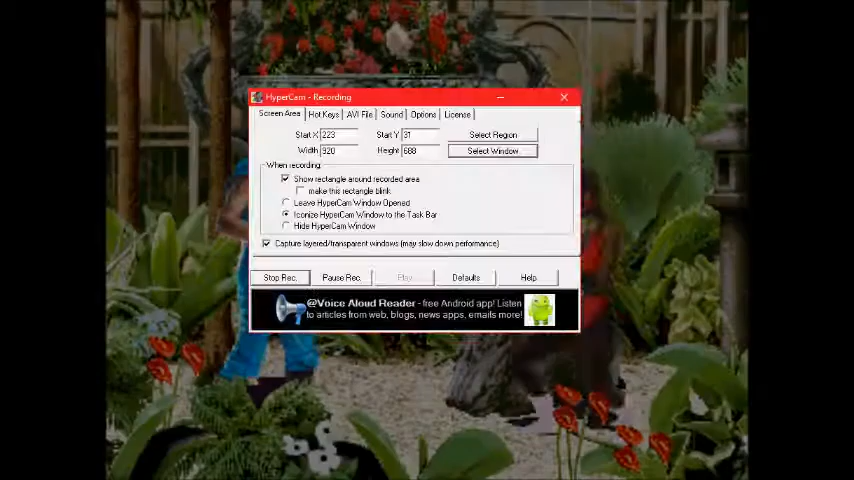 HyperCam - Recording
Screen Area Hot Keys AVI File Sound Options License
Start X 223 Start Y 31 Select Region
Width 920 Height 688 Select Window
When recording:
Show rectangle around recorded area
make this rectangle blink
Leave HyperCam Window Opened
Iconize HyperCam Window to the Task Bar
Hide HyperCam Window
Capture layered/transparent windows (may slow down performance)
Stop Rec. Pause Rec. Play... Defaults Help
@Voice Aloud Reader - free Android app! Listen
to articles from web, blogs, news apps, emails more!